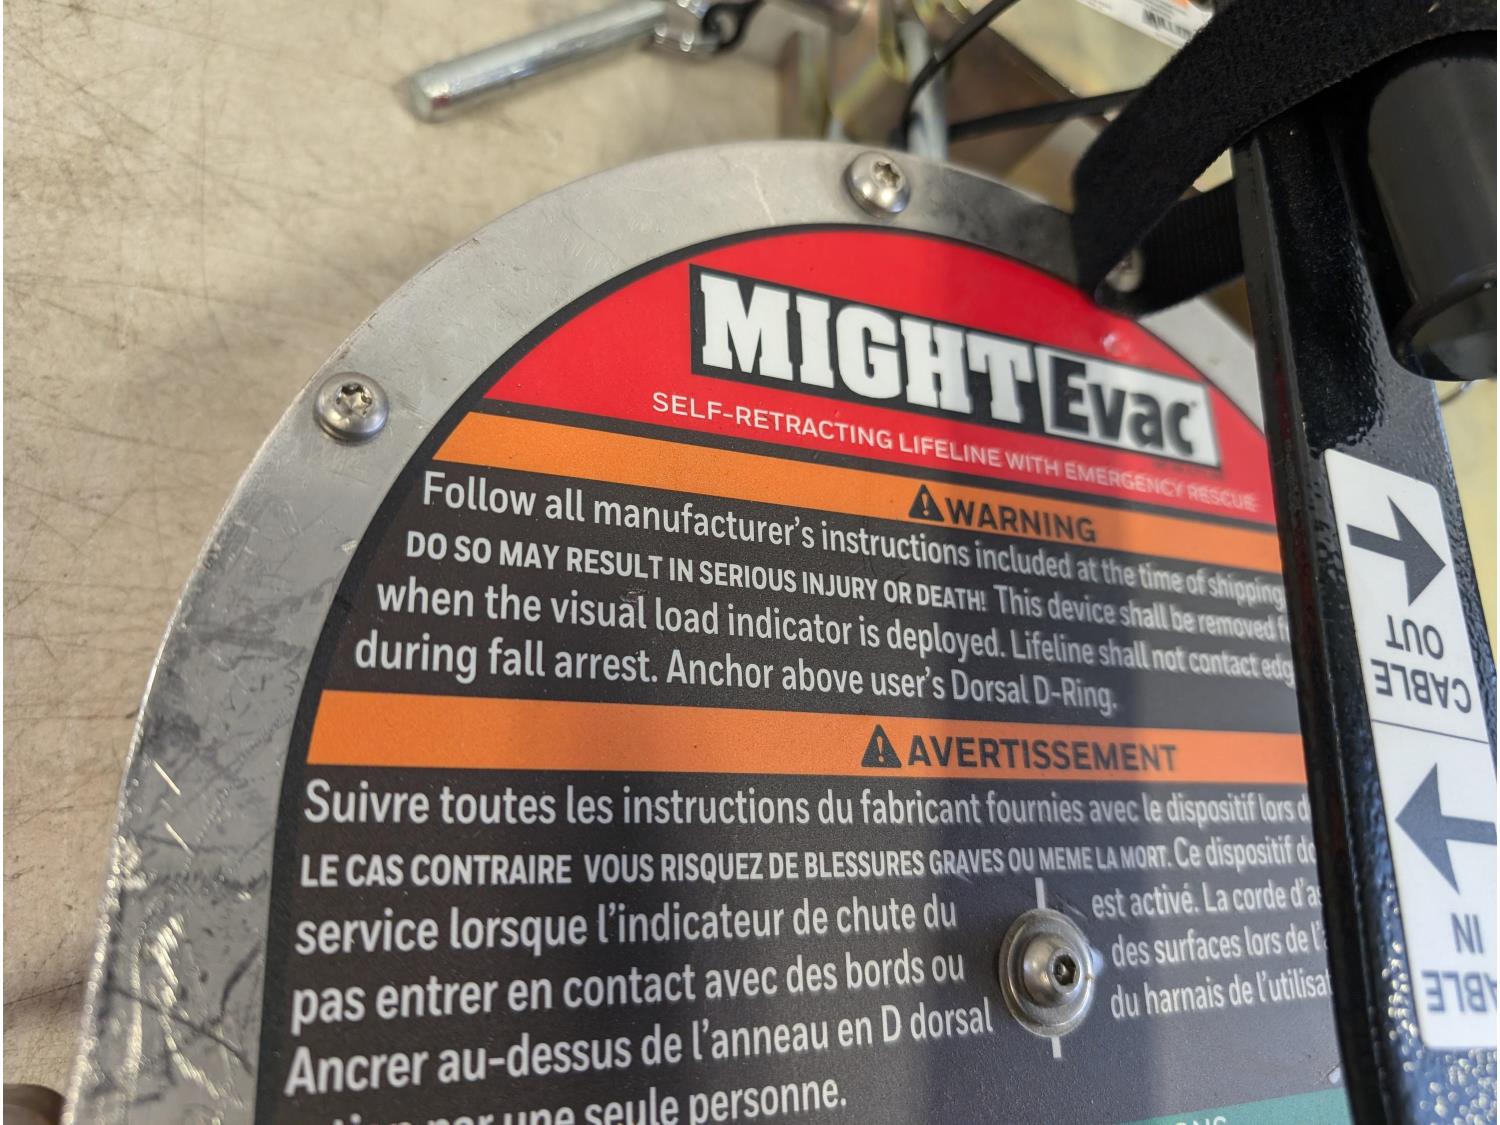 MIGHTEvac
SELF-RETRACTING LIFELINE WITH EMERGENCY RESCUE
WARNING
Follow all manufacturer's instructions included at the time of shipping
DO SO MAY RESULT IN SERIOUS INJURY OR DEATH! This device shall be removed
when the visual load indicator is deployed. Lifeline shall not contact
during fall arrest. Anchor above user's Dorsal D-Ring.
AVERTISSEMENT
Suivre toutes les instructions du fabricant fournies avec le dispositif lors
LE CAS CONTRAIRE VOUS RISQUEZ DE BLESSURES GRAVES OU MEME LA MORT. Ce dispositif
service lorsque l'indicateur de chute du est activé. La corde
pas entrer en contact avec des bords ou des surfaces lors de
Ancrer au-dessus de l'anneau en D dorsal du harnais de
par une seule personne.
CABLE
OUT
IN